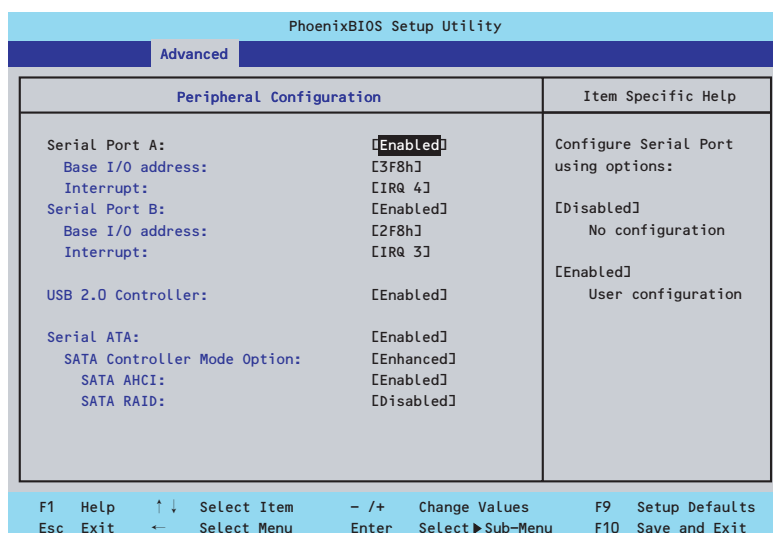 PhoenixBIOS Setup Utility
Advanced
Peripheral Configuration
Item Specific Help
Serial Port A: [Enabled]
Base I/O address: [3F8h]
Interrupt: [IRQ 4]
Serial Port B: [Enabled]
Base I/O address: [2F8h]
Interrupt: [IRQ 3]
USB 2.0 Controller: [Enabled]
Serial ATA: [Enabled]
SATA Controller Mode Option: [Enhanced]
SATA AHCI: [Enabled]
SATA RAID: [Disabled]
Configure Serial Port
using options:
[Disabled]
No configuration
[Enabled]
User configuration
F1 Help ↑↓ Select Item - /+ Change Values F9 Setup Defaults
Esc Exit ← Select Menu Enter Select ▶ Sub-Menu F10 Save and Exit